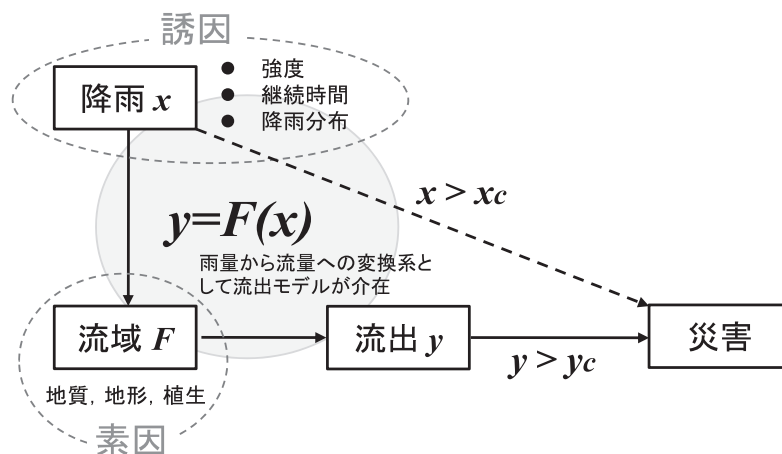 誘因
降雨 x
● 強度
● 継続時間
● 降雨分布
x > xc
y=F(x)
雨量から流量への変換系と
して流出モデルが介在
流域 F
流出 y
災害
y > yc
地質，地形，植生
素因